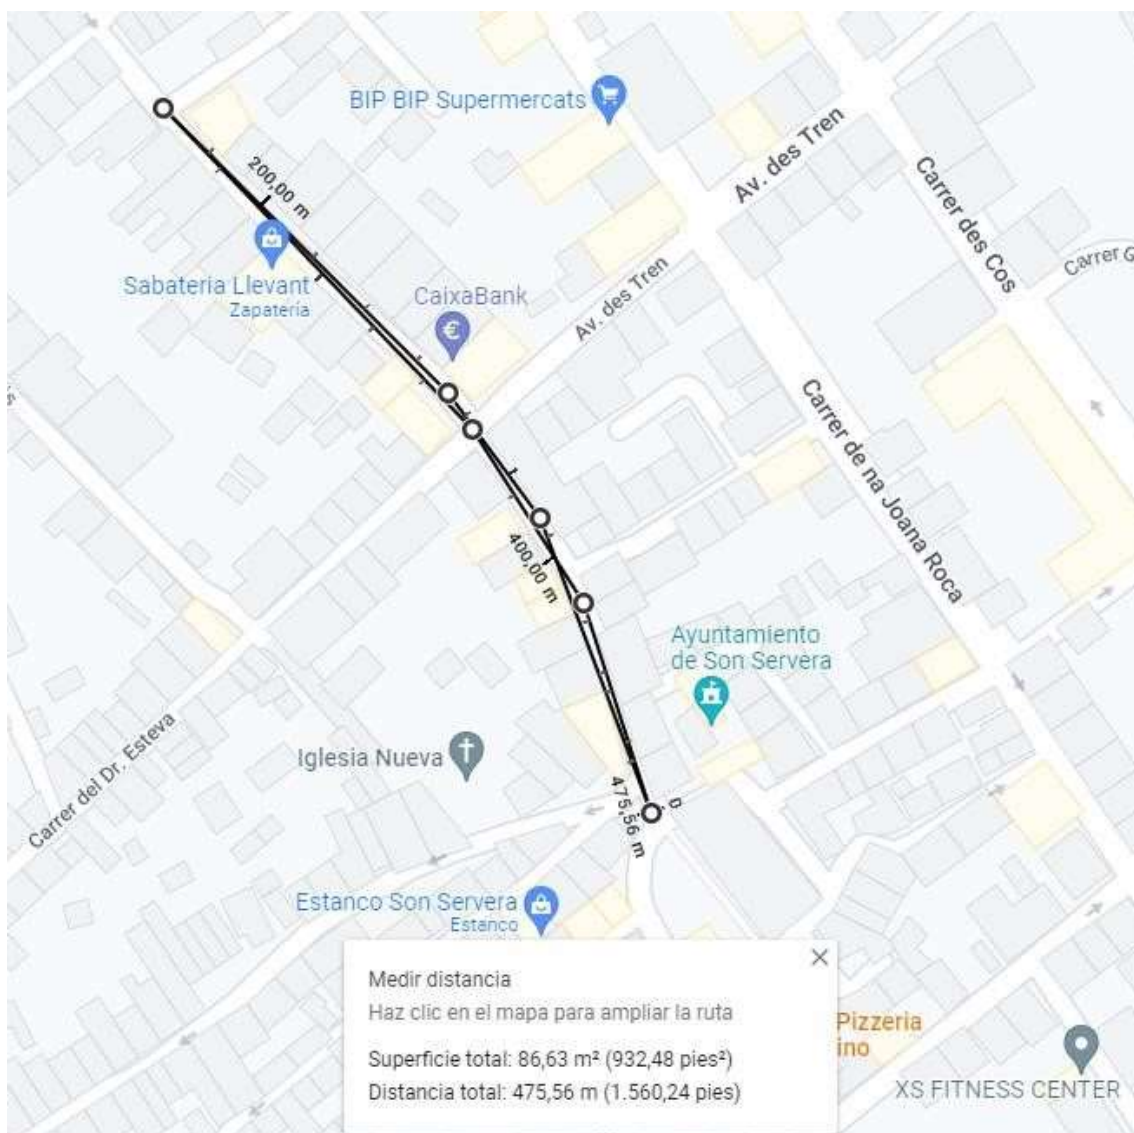 BIP BIP Supermercats
Av. des Tren
Carrer des Cos
200,00 m
Carrer G
Sabateria Llevant
Zapatería
CaixaBank
€
Av. des Tren
Carrer de na Joana Roca
400,00 m
Ayuntamiento
de Son Servera
Iglesia Nueva
Carrer del Dr. Esteva
475,56 m
0
Estanco Son Servera
Estanco
Medir distancia
Haz clic en el mapa para ampliar la ruta
Superficie total: 86,63 m² (932,48 pies²)
Distancia total: 475,56 m (1.560,24 pies)
Pizzeria
ino
XS FITNESS CENTER